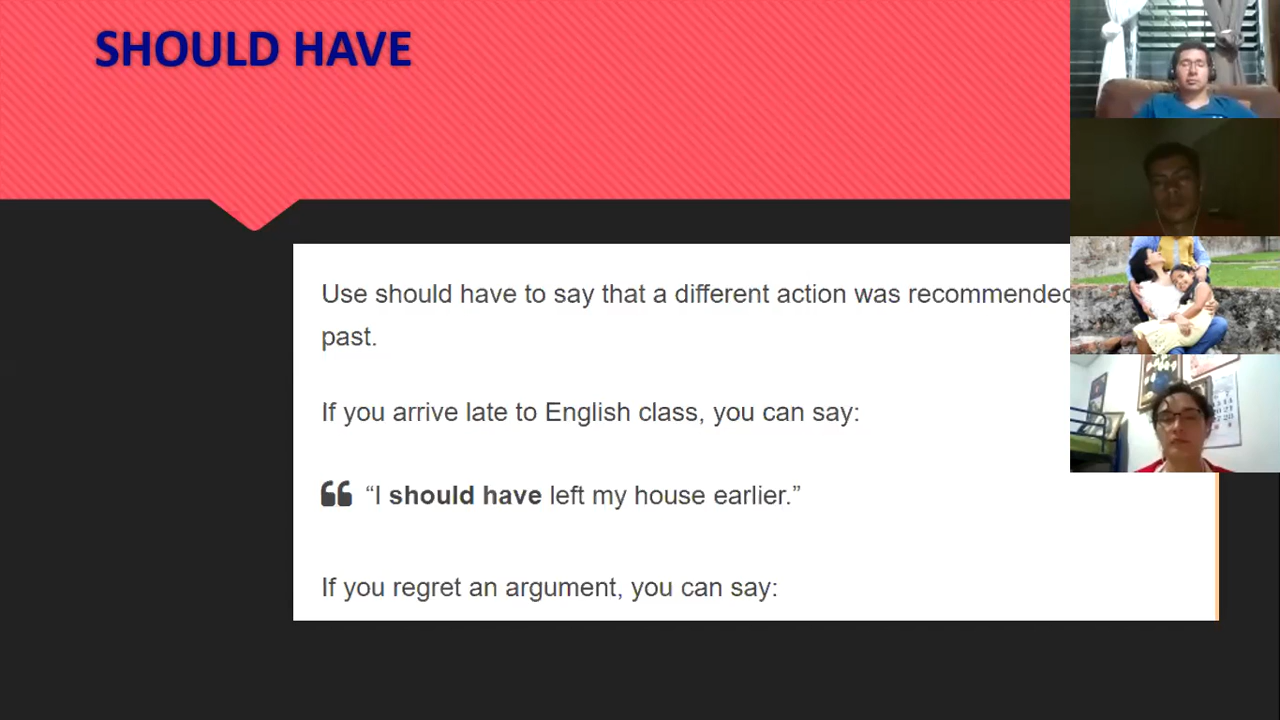 SHOULD HAVE
Use should have to say that a different action was recommended
past.
If you arrive late to English class, you can say:
“I should have left my house earlier.”
If you regret an argument, you can say: